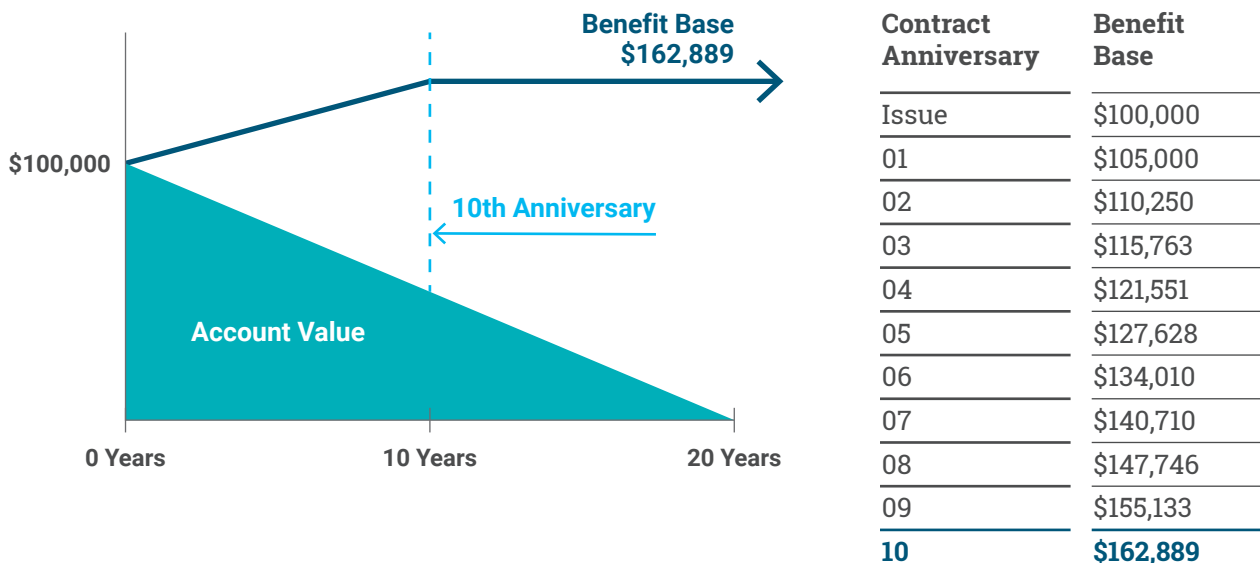 Benefit Base
$162,889
$100,000
10th Anniversary
Account Value
0 Years
10 Years
20 Years
Contract Anniversary Benefit Base
Issue $100,000
01 $105,000
02 $110,250
03 $115,763
04 $121,551
05 $127,628
06 $134,010
07 $140,710
08 $147,746
09 $155,133
10 $162,889